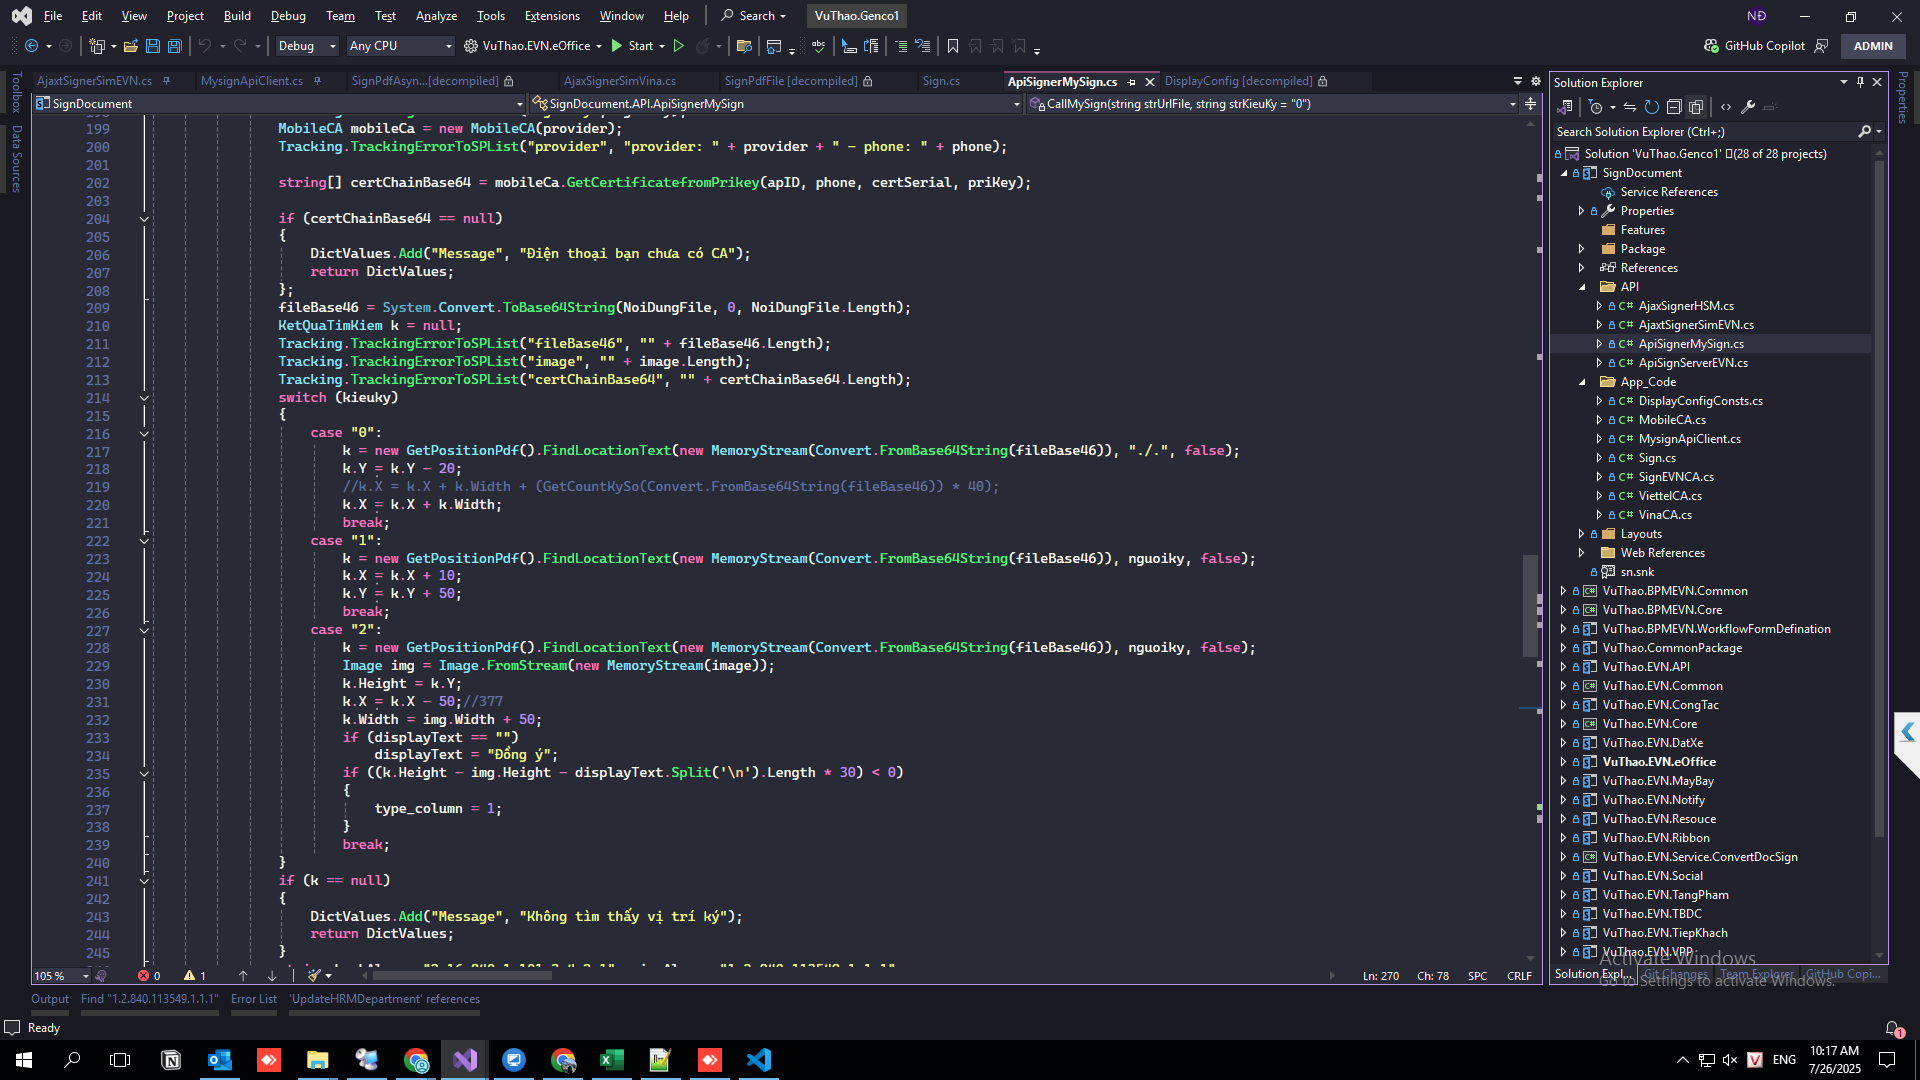 File Edit View Project Build Debug Team Test Analyze Tools Extensions Window Help Search VuThao.Genco1 NĐ
Debug Any CPU VuThao.EVN.eOffice Start GitHub Copilot ADMIN
AjaxtSignerSimEVN.cs MysignApiClient.cs SignPdfAsyn...[decompiled] AjaxSignerSimVina.cs SignPdfFile [decompiled] Sign.cs ApiSignerMySign.cs DisplayConfig [decompiled]
SignDocument SignDocument.API.ApiSignerMySign CallMySign(string strUrlFile, string strKieuKy = "0")
Toolbox
Data Sources
199 MobileCA mobileCa = new MobileCA(provider);
200 Tracking.TrackingErrorToSPList("provider", "provider: " + provider + " - phone: " + phone);
201
202 string[] certChainBase64 = mobileCa.GetCertificatefromPrikey(apID, phone, certSerial, priKey);
203
204 if (certChainBase64 == null)
205 {
206 DictValues.Add("Message", "Điện thoại bạn chưa có CA");
207 return DictValues;
208 };
209 fileBase46 = System.Convert.ToBase64String(NoiDungFile, 0, NoiDungFile.Length);
210 KetQuaTimKiem k = null;
211 Tracking.TrackingErrorToSPList("fileBase46", "" + fileBase46.Length);
212 Tracking.TrackingErrorToSPList("image", "" + image.Length);
213 Tracking.TrackingErrorToSPList("certChainBase64", "" + certChainBase64.Length);
214 switch (kieuky)
215 {
216 case "0":
217 k = new GetPositionPdf().FindLocationText(new MemoryStream(Convert.FromBase64String(fileBase46)), "./.", false);
218 k.Y = k.Y - 20;
219 //k.X = k.X + k.Width + (GetCountKySo(Convert.FromBase64String(fileBase46)) * 40);
220 k.X = k.X + k.Width;
221 break;
222 case "1":
223 k = new GetPositionPdf().FindLocationText(new MemoryStream(Convert.FromBase64String(fileBase46)), nguoiky, false);
224 k.X = k.X + 10;
225 k.Y = k.Y + 50;
226 break;
227 case "2":
228 k = new GetPositionPdf().FindLocationText(new MemoryStream(Convert.FromBase64String(fileBase46)), nguoiky, false);
229 Image img = Image.FromStream(new MemoryStream(image));
230 k.Height = k.Y;
231 k.X = k.X - 50;//377
232 k.Width = img.Width + 50;
233 if (displayText == "")
234 displayText = "Đồng ý";
235 if ((k.Height - img.Height - displayText.Split('\n').Length * 30) < 0)
236 {
237 type_column = 1;
238 }
239 break;
240 }
241 if (k == null)
242 {
243 DictValues.Add("Message", "Không tìm thấy vị trí ký");
244 return DictValues;
245 }
105 % 0 1 Ln: 270 Ch: 78 SPC CRLF
Output Find "1.2.840.113549.1.1.1" Error List 'UpdateHRMDepartment' references
Ready
Solution Explorer
Search Solution Explorer (Ctrl+;)
Solution 'VuThao.Genco1' (28 of 28 projects)
SignDocument
Service References
Properties
Features
Package
References
API
AjaxSignerHSM.cs
AjaxtSignerSimEVN.cs
ApiSignerMySign.cs
ApiSignServerEVN.cs
App_Code
DisplayConfigConsts.cs
MobileCA.cs
MysignApiClient.cs
Sign.cs
SignEVNCA.cs
ViettelCA.cs
VinaCA.cs
Layouts
Web References
sn.snk
VuThao.BPMEVN.Common
VuThao.BPMEVN.Core
VuThao.BPMEVN.WorkflowFormDefination
VuThao.CommonPackage
VuThao.EVN.API
VuThao.EVN.Common
VuThao.EVN.CongTac
VuThao.EVN.Core
VuThao.EVN.DatXe
VuThao.EVN.eOffice
VuThao.EVN.MayBay
VuThao.EVN.Notify
VuThao.EVN.Resouce
VuThao.EVN.Ribbon
VuThao.EVN.Service.ConvertDocSign
VuThao.EVN.Social
VuThao.EVN.TangPham
VuThao.EVN.TBDC
VuThao.EVN.TiepKhach
VuThao.EVN.VPP
Solution Expl... Git Changes Team Explorer GitHub Copi...
Properties
Activate Windows
Go to Settings to activate Windows.
ENG
10:17 AM
7/26/2025